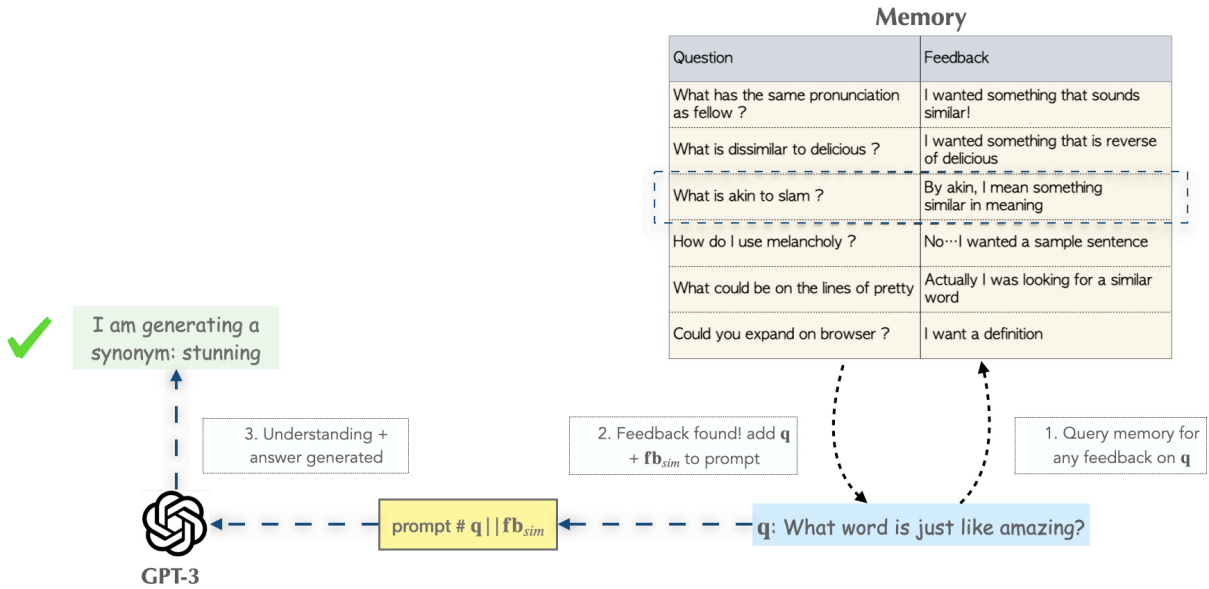 Memory
Question
Feedback
What has the same pronunciation
as fellow ?
I wanted something that sounds
similar!
What is dissimilar to delicious ?
I wanted something that is reverse
of delicious
What is akin to slam ?
By akin, I mean something
similar in meaning
How do I use melancholy ?
No⋯I wanted a sample sentence
What could be on the lines of pretty
Actually I was looking for a similar
word
Could you expand on browser ?
I want a definition
I am generating a
synonym: stunning
3. Understanding +
answer generated
2. Feedback found! add q
+ fb_sim to prompt
1. Query memory for
any feedback on q
prompt # q||fb_sim
q: What word is just like amazing?
GPT-3